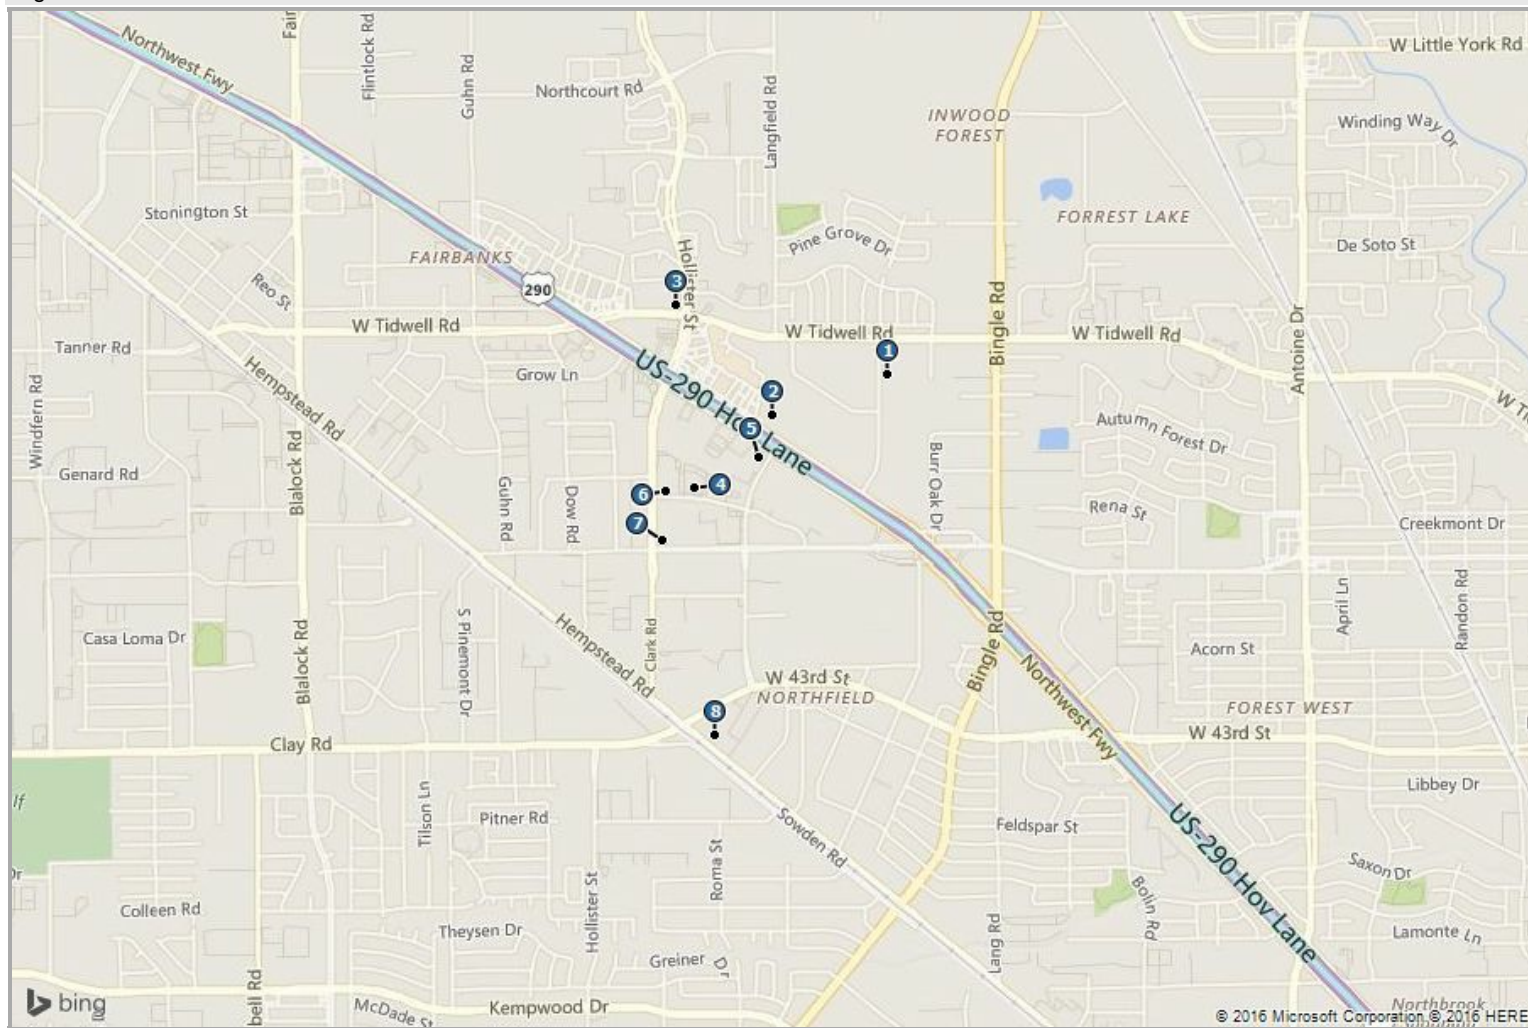 Northwest Fwy
Fair
Flintlock Rd
Guhn Rd
Northcourt Rd
Langfield Rd
INWOOD
FOREST
W Little York Rd
Winding Way Dr
Stonington St
FAIRBANKS
Reo St
290
Hollister St
3
Pine Grove Dr
FORREST LAKE
De Soto St
Bingle Rd
Antoine Dr
Tanner Rd
W Tidwell Rd
W Tidwell Rd
W Tidwell Rd
1
Hempstead Rd
Grow Ln
US-290 Hov Lane
2
5
Windfern Rd
Genard Rd
Blalock Rd
Autumn Forest Dr
Burr Oak Dr
Guhn Rd
Dow Rd
6
4
7
Rena St
Creekmont Dr
Casa Loma Dr
Blalock Rd
S Pinemont Dr
Hempstead Rd
Clark Rd
Bingle Rd
April Ln
Randon Rd
Acorn St
W 43rd St
NORTHFIELD
Northwest Fwy
FOREST WEST
8
Clay Rd
W 43rd St
lf
Tilson Ln
Pitner Rd
Sowden Rd
Feldspar St
Libbey Dr
US-290 Hov Lane
Roma St
Hollister St
Colleen Rd
Theysen Dr
Greiner Dr
Lang Rd
Bolin Rd
Saxon Dr
Lamonte Ln
bell Rd
McDade St
Kempwood Dr
Northbrook
bing
© 2016 Microsoft Corporation © 2016 HERE